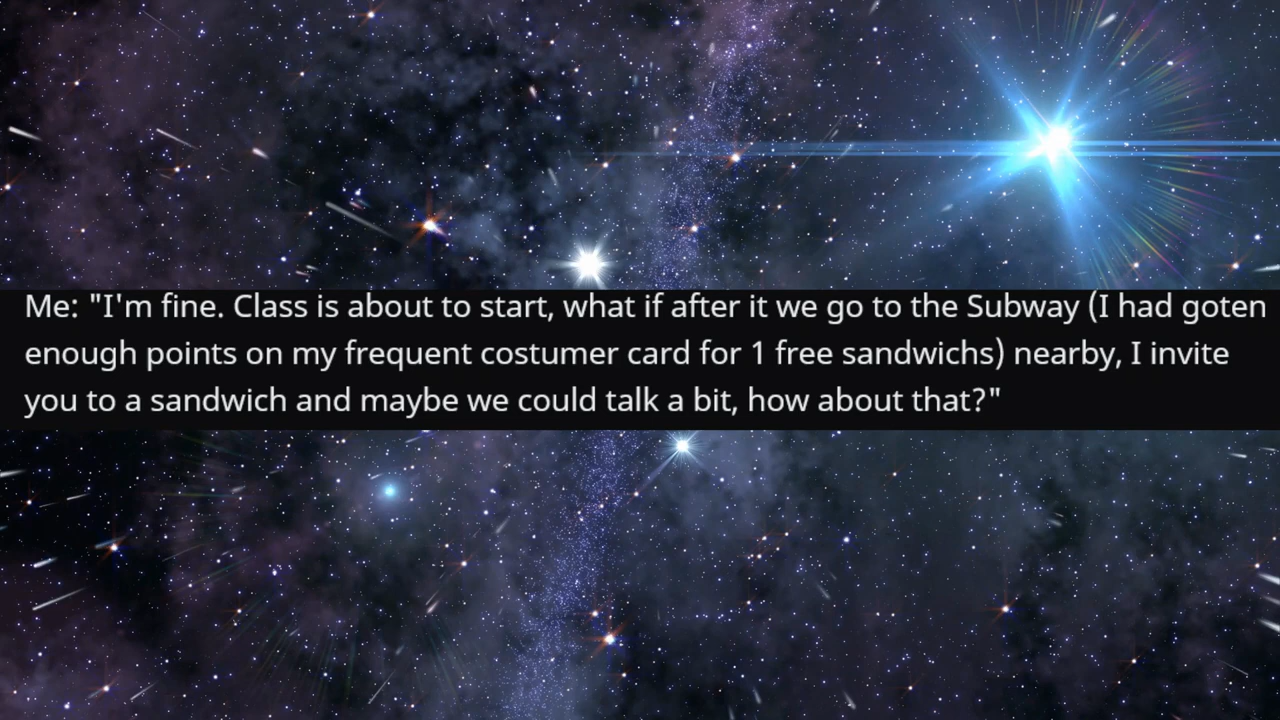 Me: "I'm fine. Class is about to start, what if after it we go to the Subway (I had goten
enough points on my frequent costumer card for 1 free sandwichs) nearby, I invite
you to a sandwich and maybe we could talk a bit, how about that?"